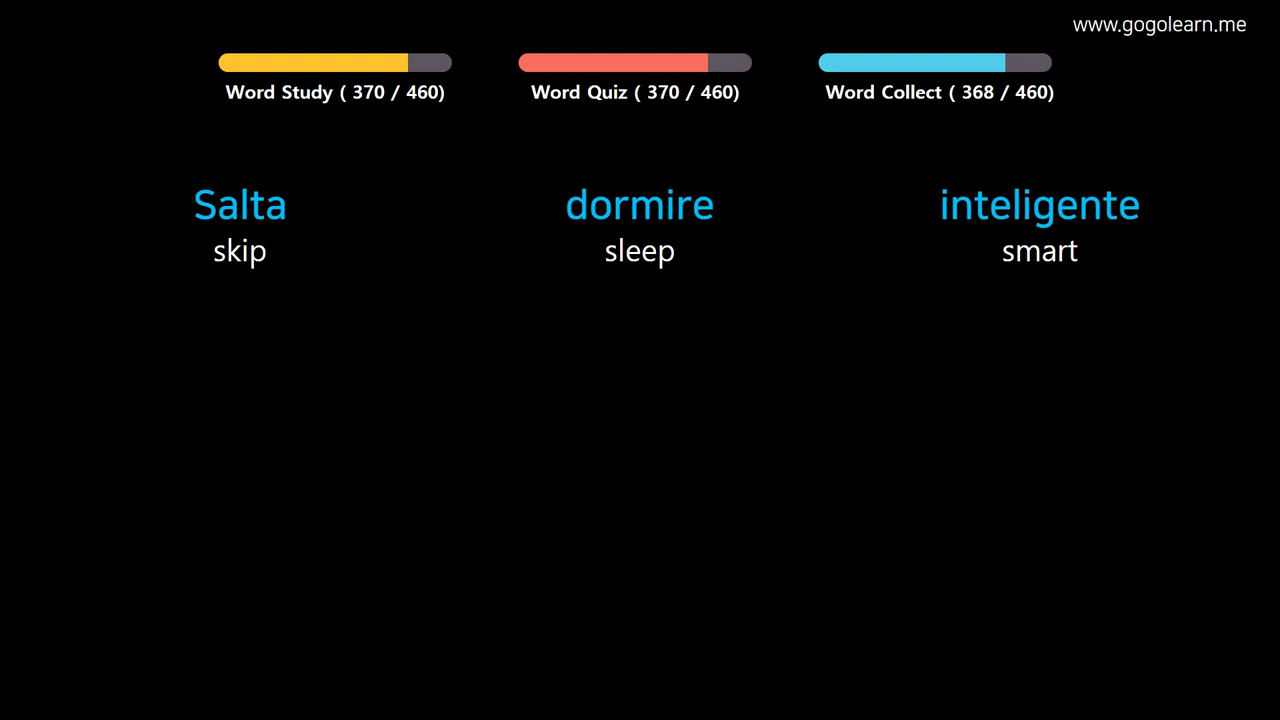 www.gogolearn.me
Word Study ( 370 / 460)
Word Quiz ( 370 / 460)
Word Collect ( 368 / 460)
Salta
skip
dormire
sleep
inteligente
smart